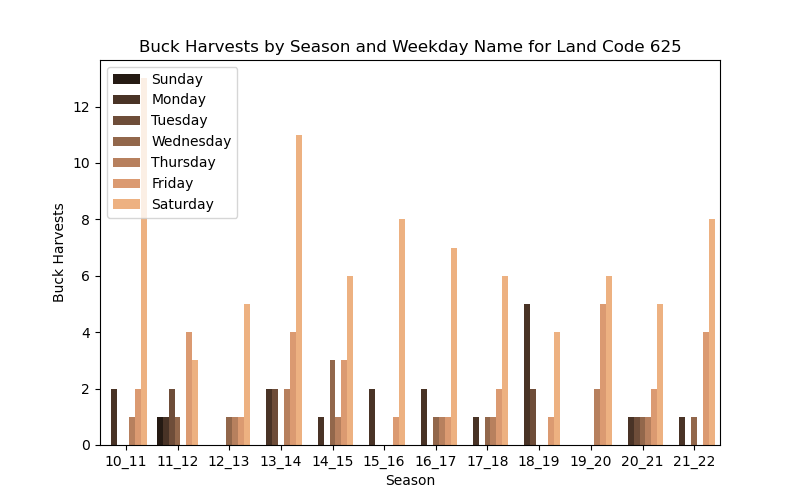 Buck Harvests by Season and Weekday Name for Land Code 625
Sunday
Monday
Tuesday
Wednesday
Thursday
Friday
Saturday
12
10
8
6
4
2
0
Buck Harvests
10_11 11_12 12_13 13_14 14_15 15_16 16_17 17_18 18_19 19_20 20_21 21_22
Season